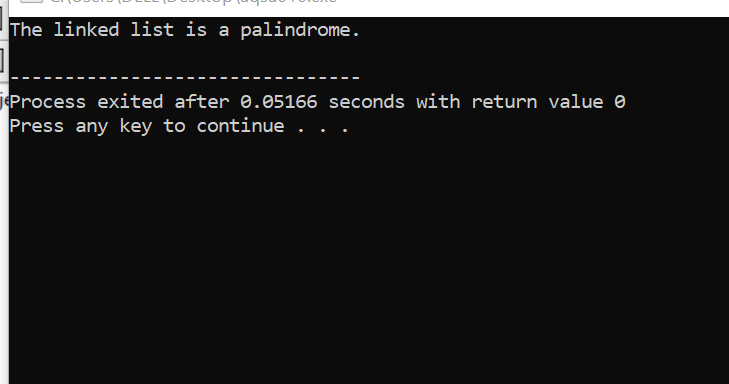 The linked list is a palindrome.
--------------------------------
Process exited after 0.05166 seconds with return value 0
Press any key to continue . . .